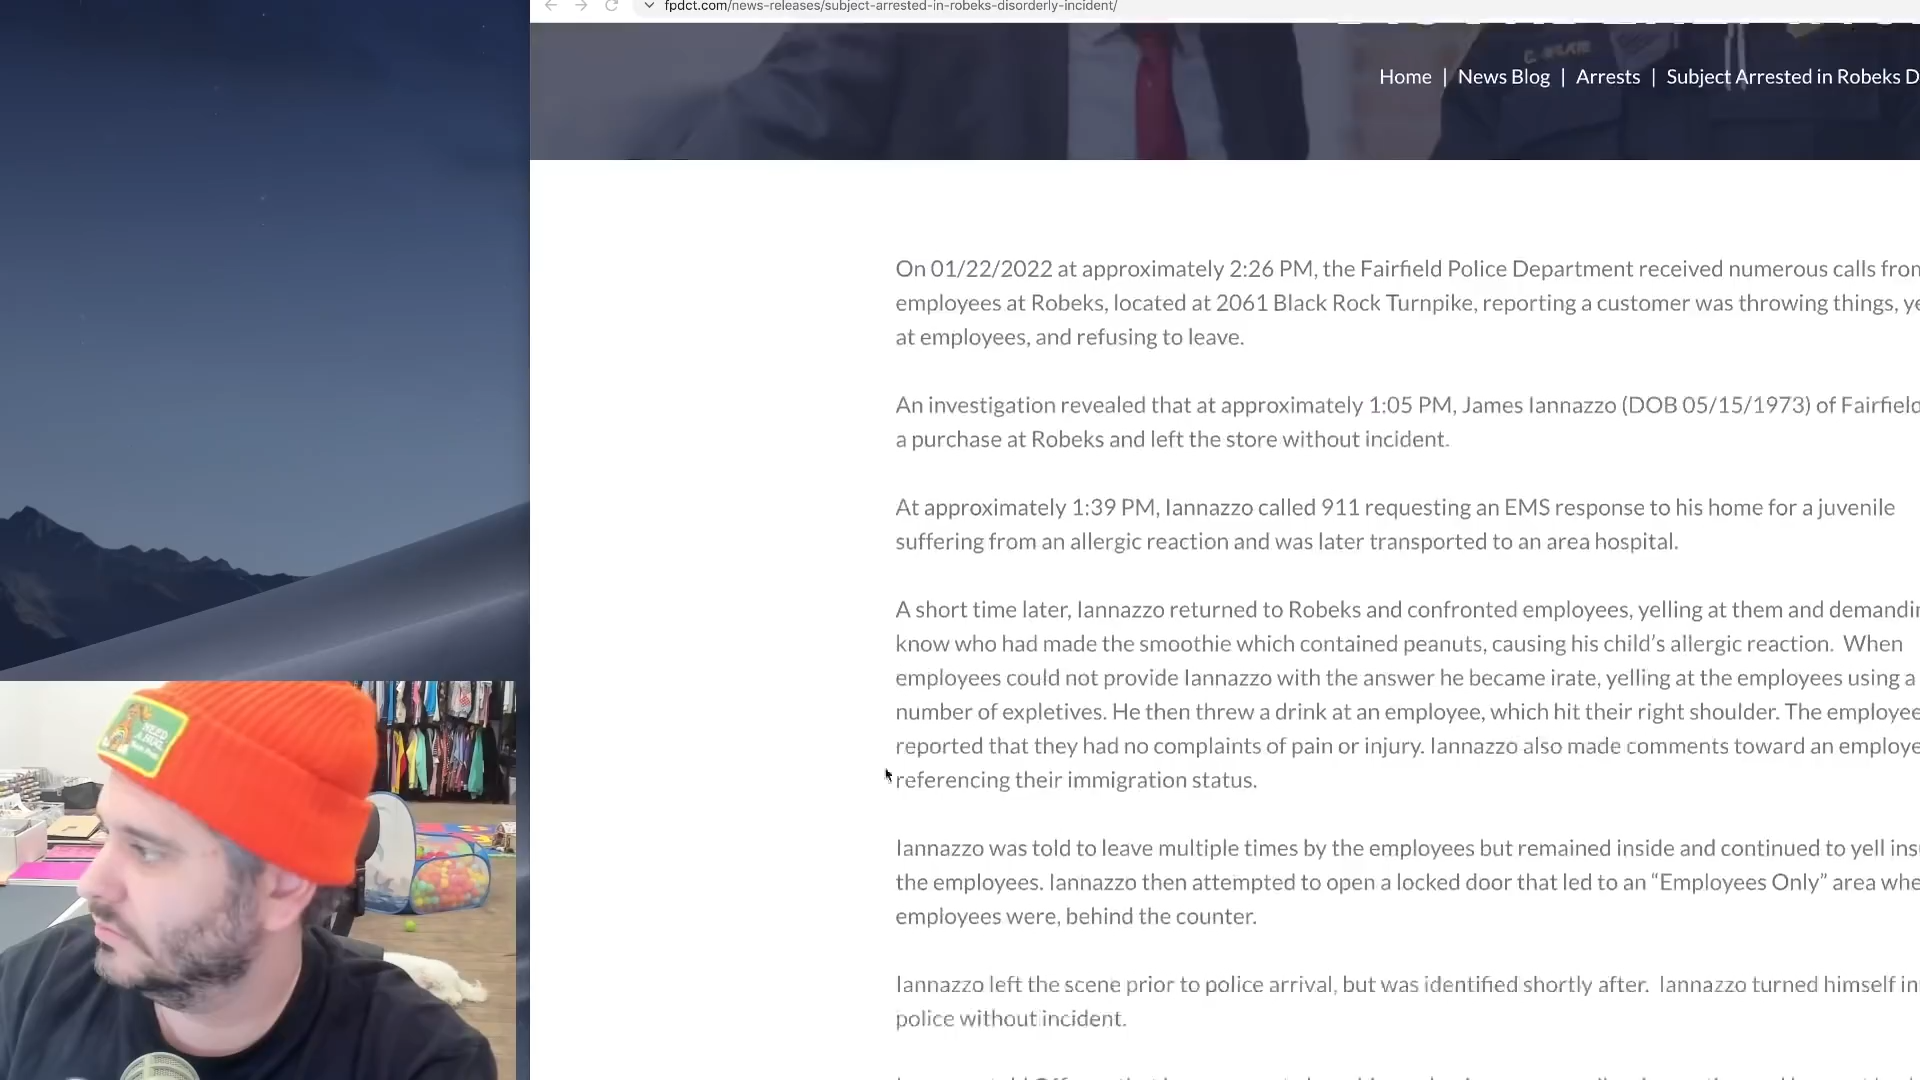 fpdct.com/news-releases/subject-arrested-in-robeks-disorderly-incident/
Home | News Blog | Arrests | Subject Arrested in Robeks D
On 01/22/2022 at approximately 2:26 PM, the Fairfield Police Department received numerous calls from
employees at Robeks, located at 2061 Black Rock Turnpike, reporting a customer was throwing things, ye
at employees, and refusing to leave.
An investigation revealed that at approximately 1:05 PM, James Iannazzo (DOB 05/15/1973) of Fairfield
a purchase at Robeks and left the store without incident.
At approximately 1:39 PM, Iannazzo called 911 requesting an EMS response to his home for a juvenile
suffering from an allergic reaction and was later transported to an area hospital.
A short time later, Iannazzo returned to Robeks and confronted employees, yelling at them and demandin
know who had made the smoothie which contained peanuts, causing his child’s allergic reaction. When
employees could not provide Iannazzo with the answer he became irate, yelling at the employees using a
number of expletives. He then threw a drink at an employee, which hit their right shoulder. The employee
reported that they had no complaints of pain or injury. Iannazzo also made comments toward an employe
referencing their immigration status.
Iannazzo was told to leave multiple times by the employees but remained inside and continued to yell ins
the employees. Iannazzo then attempted to open a locked door that led to an “Employees Only” area whe
employees were, behind the counter.
Iannazzo left the scene prior to police arrival, but was identified shortly after. Iannazzo turned himself in
police without incident.
NEED
A HUG